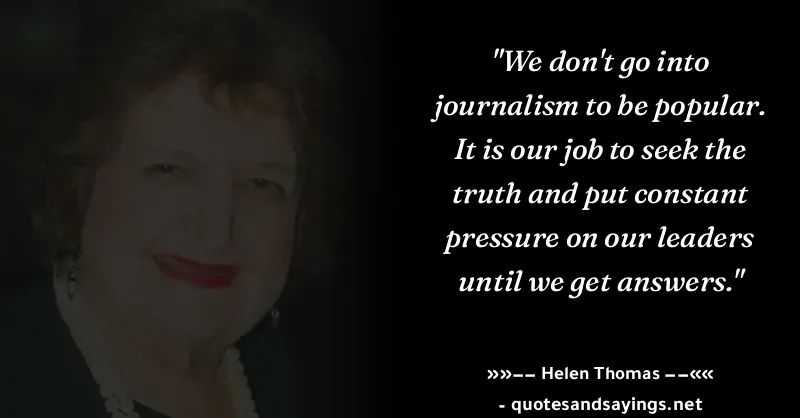 "We don't go into
journalism to be popular.
It is our job to seek the
truth and put constant
pressure on our leaders
until we get answers."
»»−− Helen Thomas −−««
- quotesandsayings.net